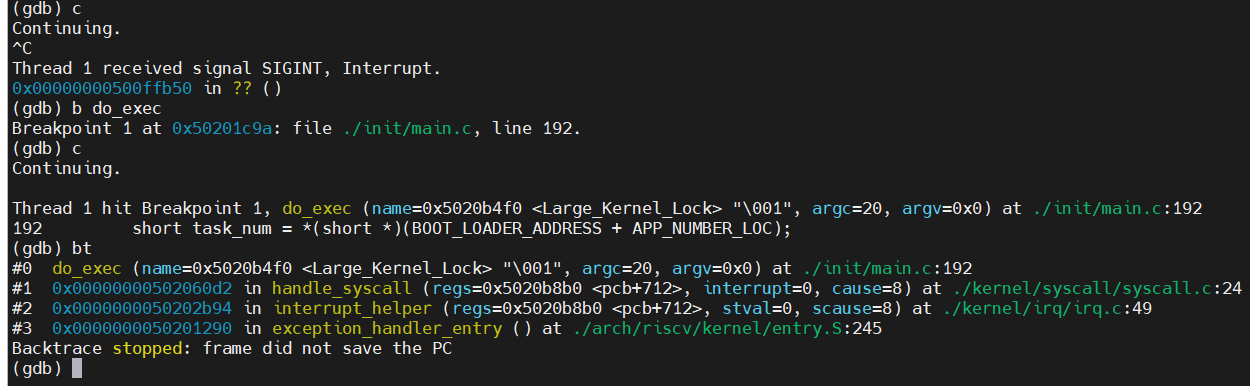 (gdb) c
Continuing.
^C
Thread 1 received signal SIGINT, Interrupt.
0x00000000500ffb50 in ?? ()
(gdb) b do_exec
Breakpoint 1 at 0x50201c9a: file ./init/main.c, line 192.
(gdb) c
Continuing.
Thread 1 hit Breakpoint 1, do_exec (name=0x5020b4f0 <Large_Kernel_Lock> "\001", argc=20, argv=0x0) at ./init/main.c:192
192         short task_num = *(short *)(BOOT_LOADER_ADDRESS + APP_NUMBER_LOC);
(gdb) bt
#0  do_exec (name=0x5020b4f0 <Large_Kernel_Lock> "\001", argc=20, argv=0x0) at ./init/main.c:192
#1  0x00000000502060d2 in handle_syscall (regs=0x5020b8b0 <pcb+712>, interrupt=0, cause=8) at ./kernel/syscall/syscall.c:24
#2  0x0000000050202b94 in interrupt_helper (regs=0x5020b8b0 <pcb+712>, stval=0, scause=8) at ./kernel/irq/irq.c:49
#3  0x0000000050201290 in exception_handler_entry () at ./arch/riscv/kernel/entry.S:245
Backtrace stopped: frame did not save the PC
(gdb)